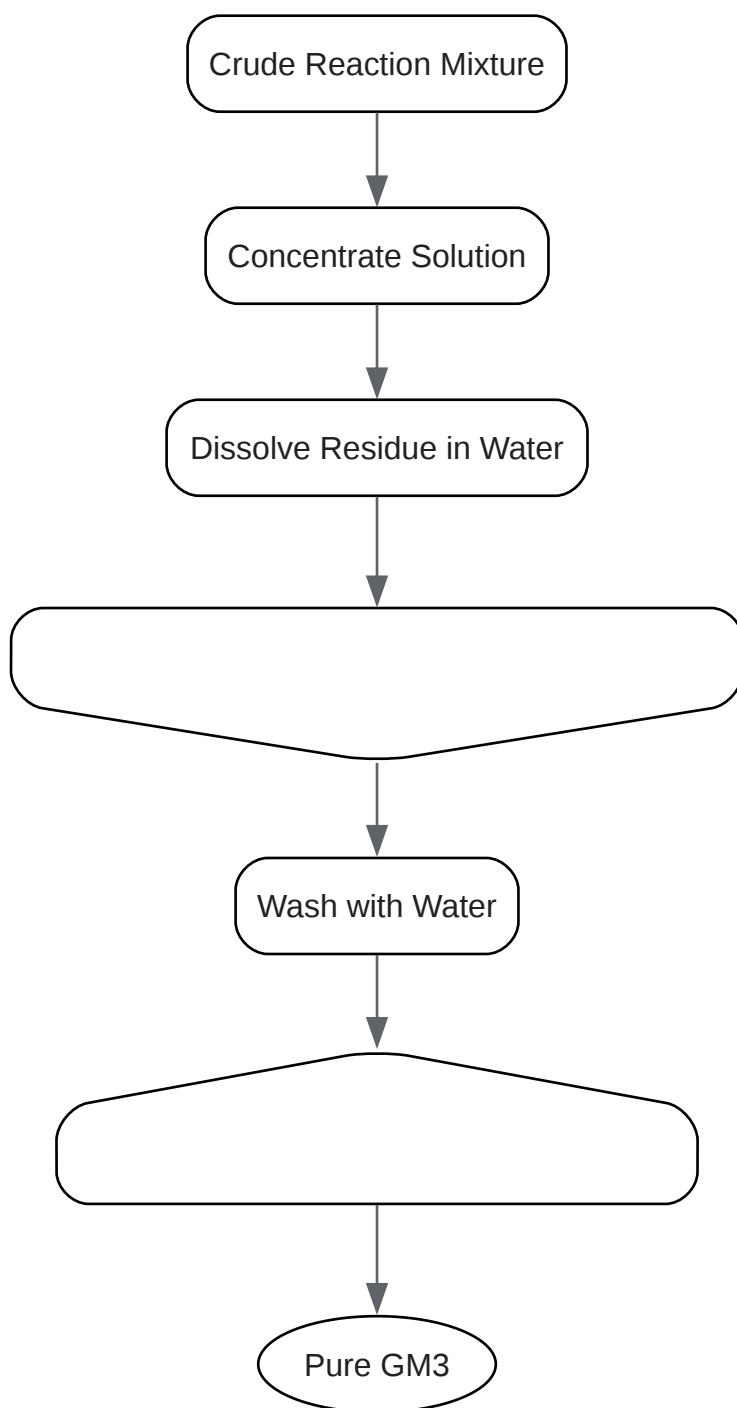 Crude Reaction Mixture
Concentrate Solution
Dissolve Residue in Water
Wash with Water
Pure GM3